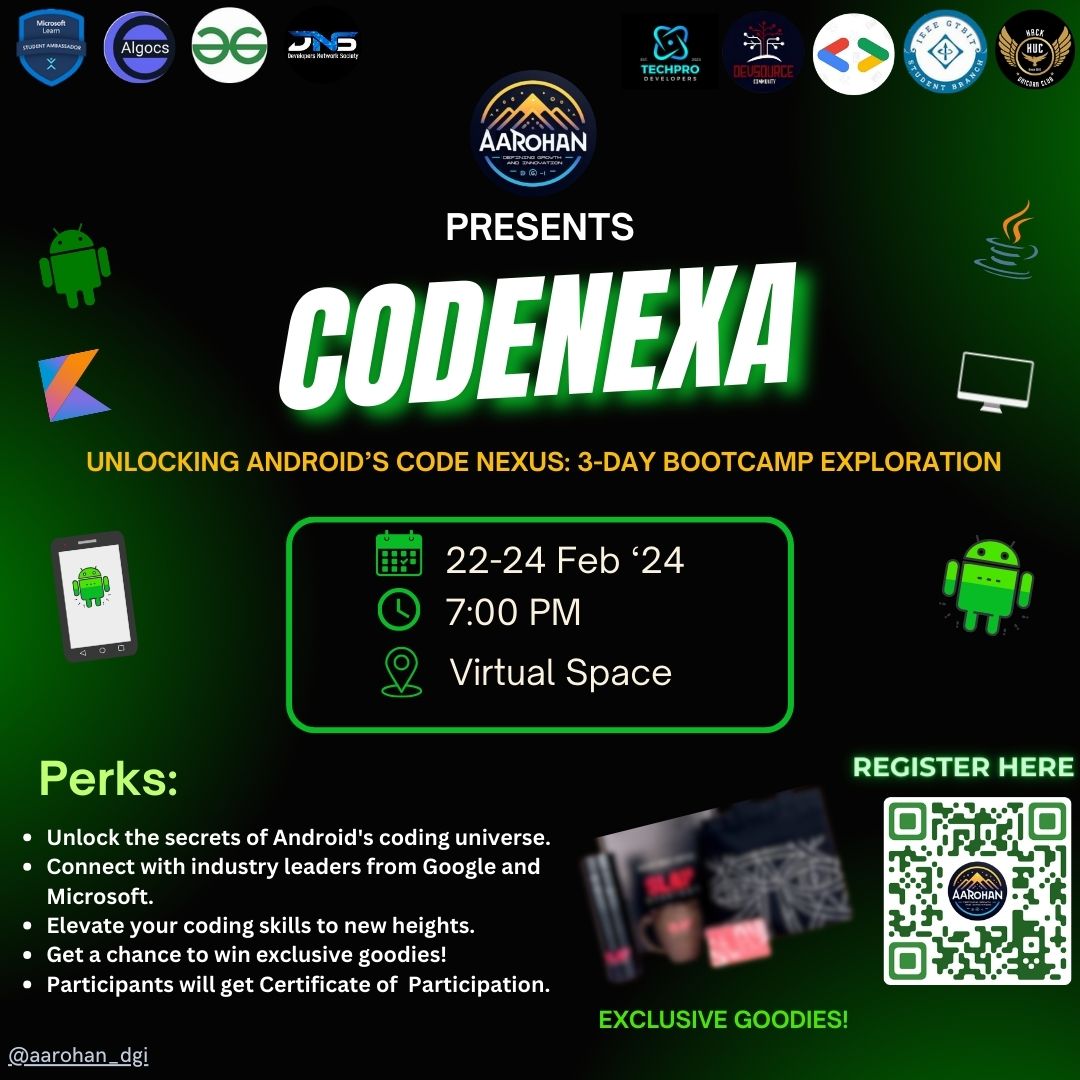 Microsoft
Learn
STUDENT AMBASSADOR
Algocs
DNS
Developers Network Society
TECHPRO
DEVELOPERS
DEVSOURCE
COMMUNITY
IEEE GTBIT
STUDENT BRANCH
HACK
HUC
UNICORN CLUB
AAROHAN
DEFINING GROWTH
AND INNOVATION
D G I
PRESENTS
CODENEXA
UNLOCKING ANDROID’S CODE NEXUS: 3-DAY BOOTCAMP EXPLORATION
22-24 Feb ‘24
7:00 PM
Virtual Space
Perks:
Unlock the secrets of Android's coding universe.
Connect with industry leaders from Google and
Microsoft.
Elevate your coding skills to new heights.
Get a chance to win exclusive goodies!
Participants will get Certificate of Participation.
REGISTER HERE
AAROHAN
EXCLUSIVE GOODIES!
@aarohan_dgi